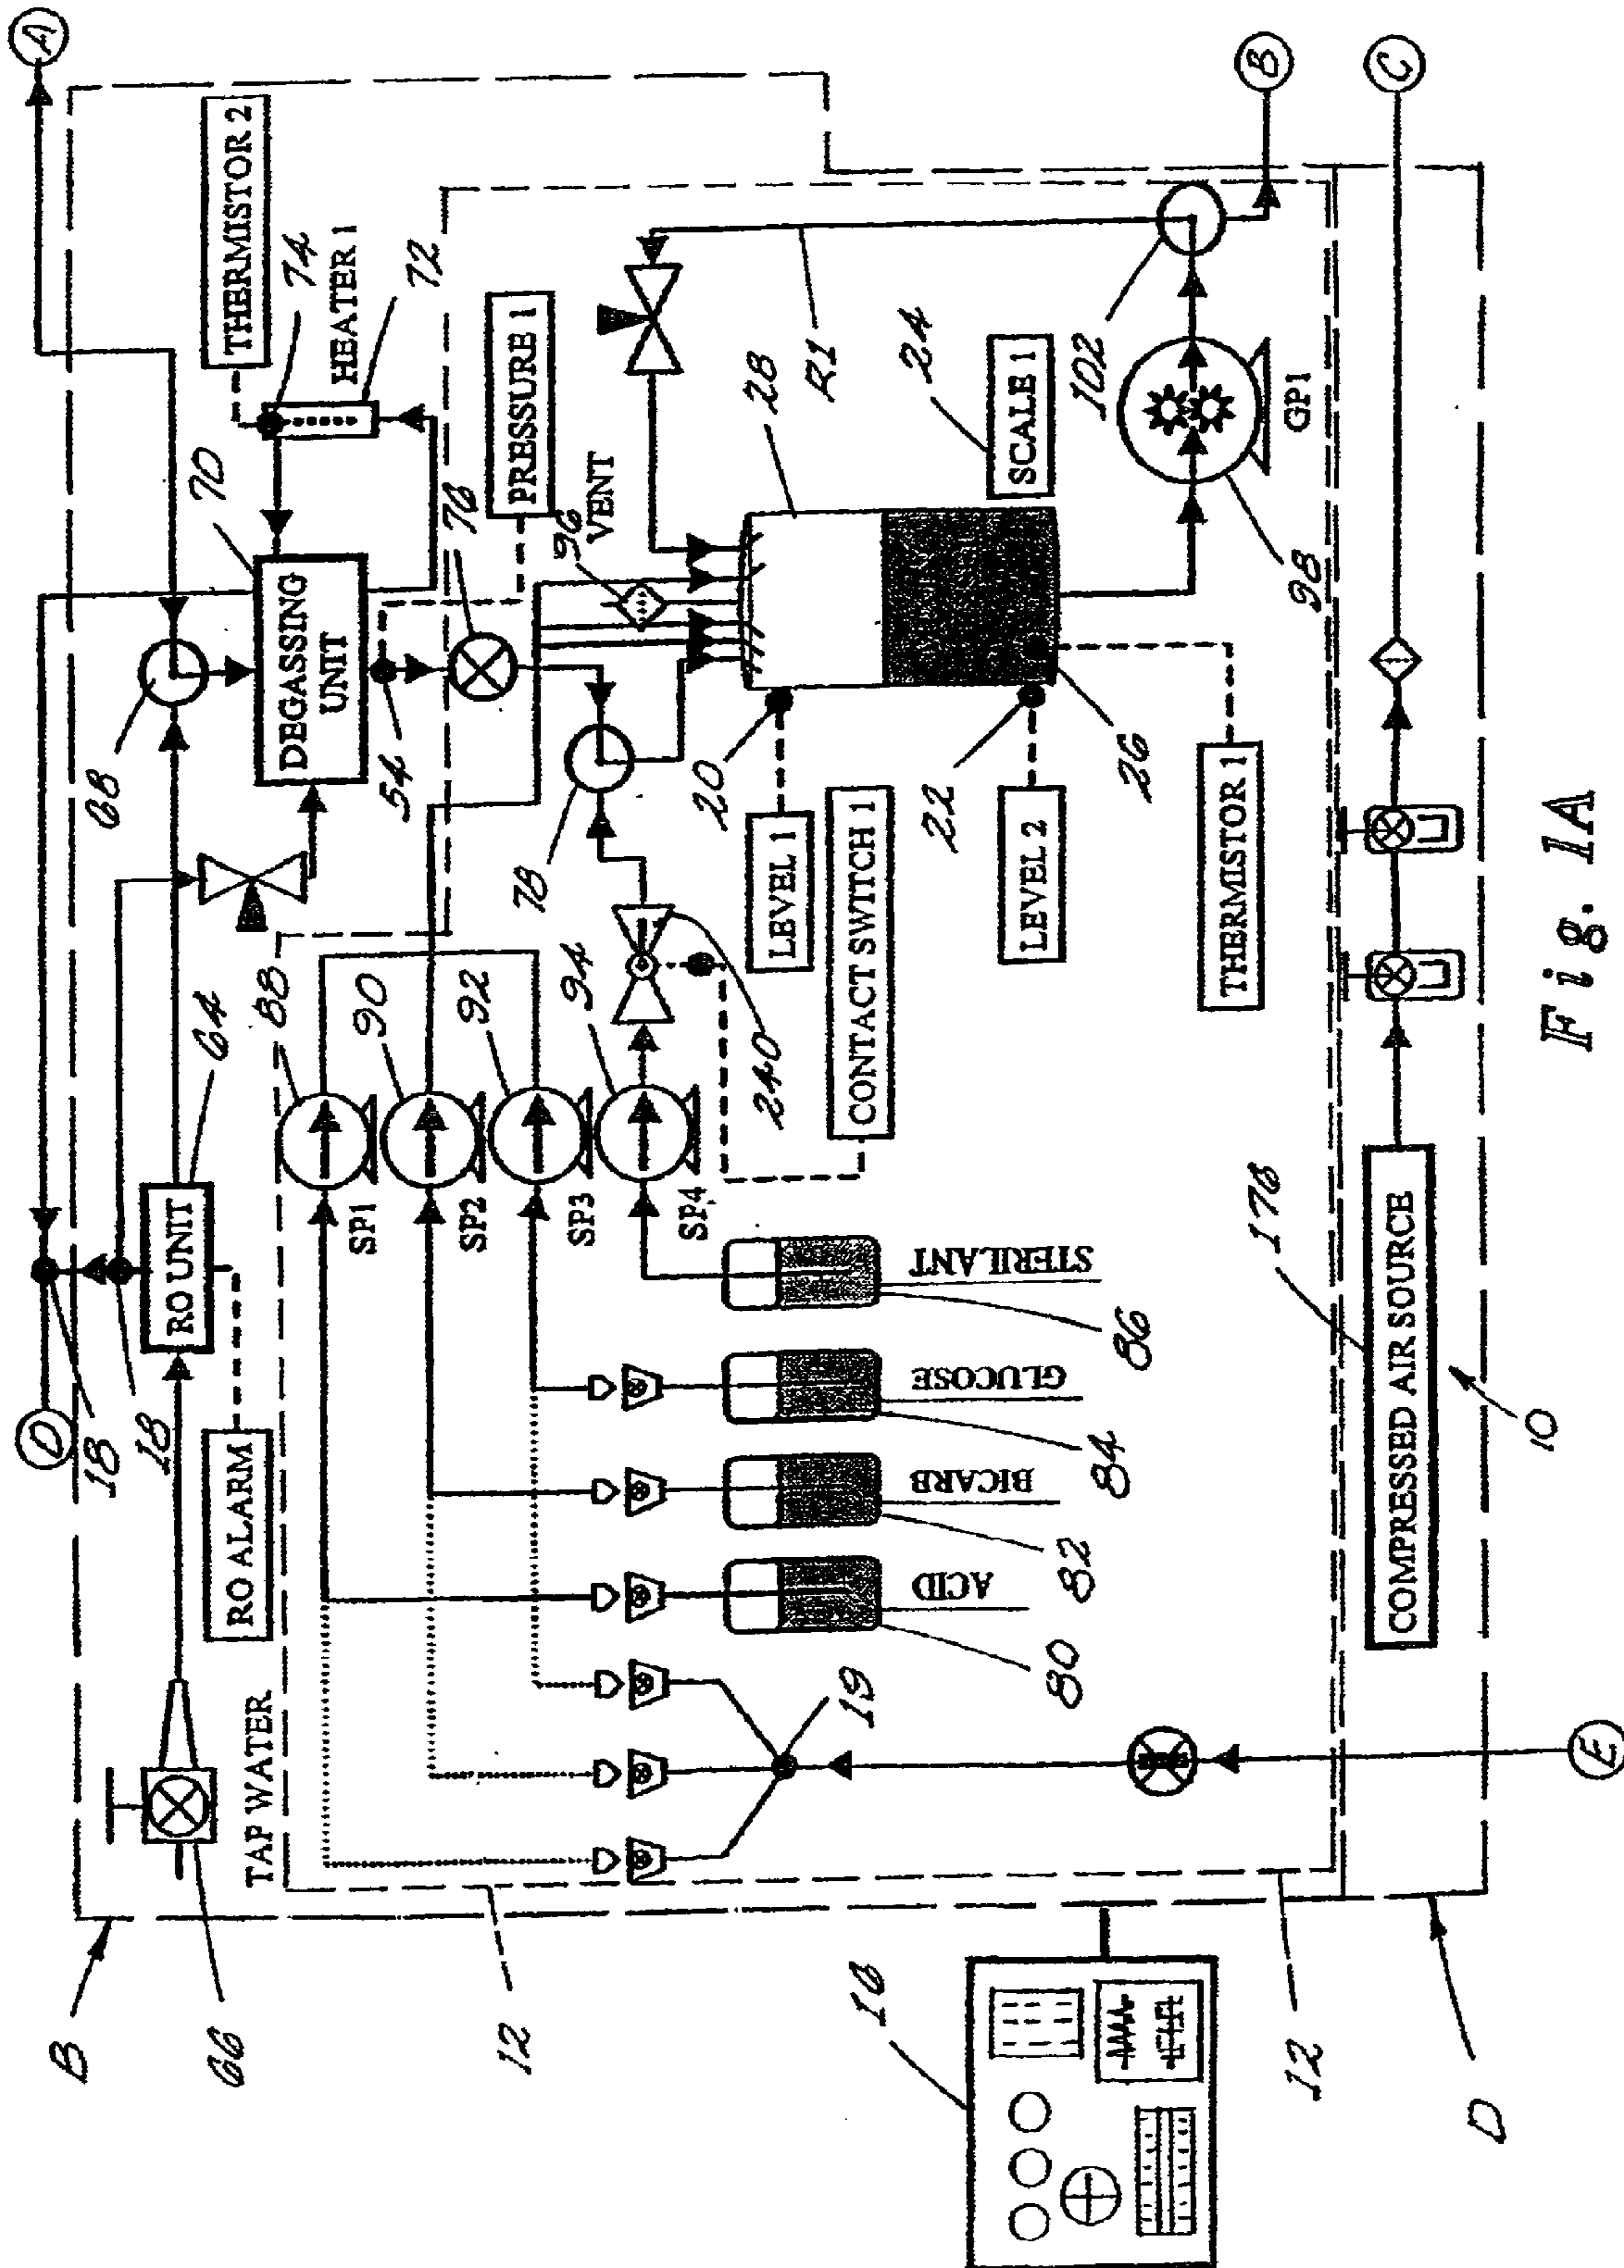 A
THERMISTOR 2
74
HEATER 1
72
70
68
DEGASSING
UNIT
54
76
PRESSURE 1
18
18
D
RO UNIT
64
RO ALARM
66
TAP WATER
B
12
88
90
92
94
SP1
SP2
SP3
SP4
240
CONTACT SWITCH 1
78
96
VENT
28
20
LEVEL 1
22
LEVEL 2
26
THERMISTOR 1
24
SCALE 1
R1
102
98
GP1
B
STERILANT
86
GLUCOSE
84
BICARB
82
ACID
80
19
E
16
12
D
C
176
COMPRESSED AIR SOURCE
10
Fig. 1A